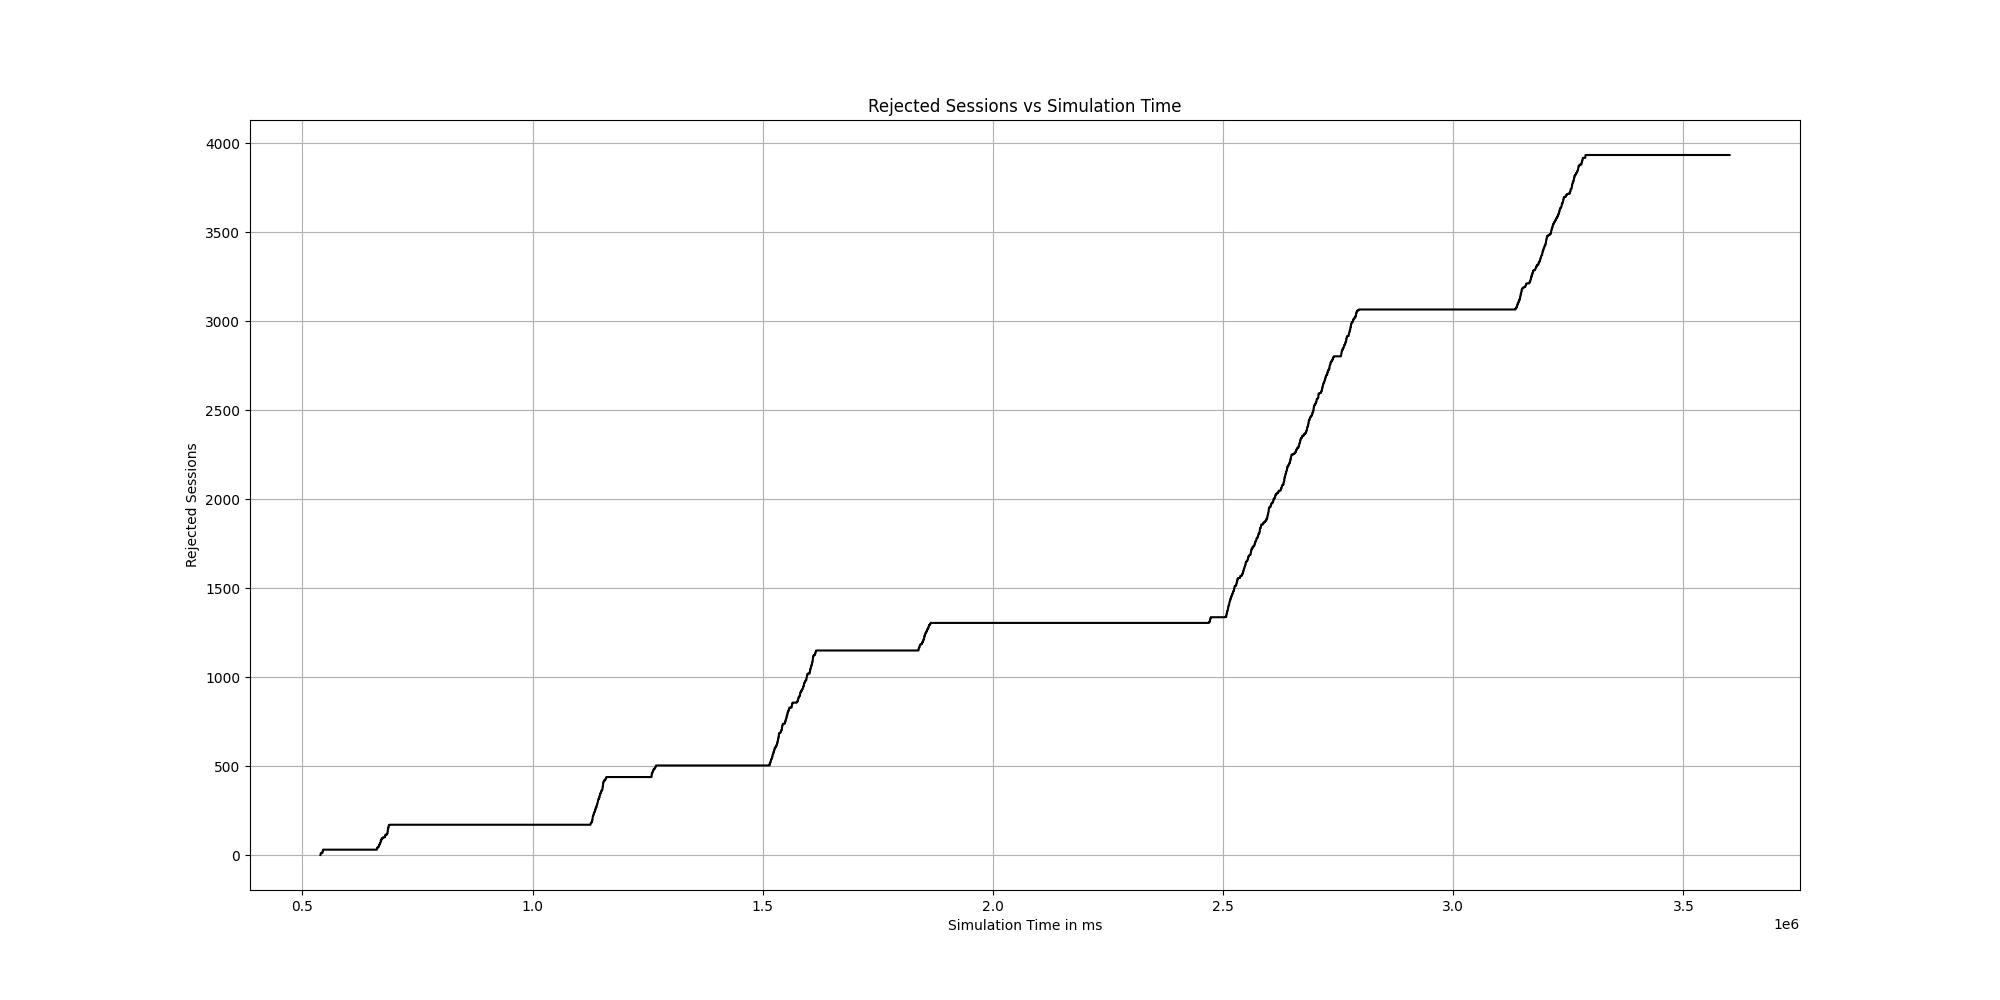 Rejected Sessions vs Simulation Time
4000
3500
3000
2500
2000
1500
1000
500
0
Rejected Sessions
0.5 1.0 1.5 2.0 2.5 3.0 3.5
1e6
Simulation Time in ms